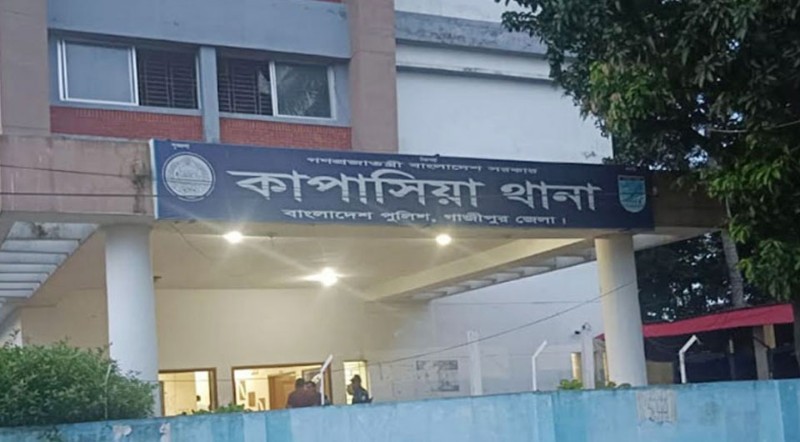 গণপ্রজাতন্ত্রী বাংলাদেশ সরকার
কাপাসিয়া থানা
বাংলাদেশ পুলিশ, গাজীপুর জেলা।